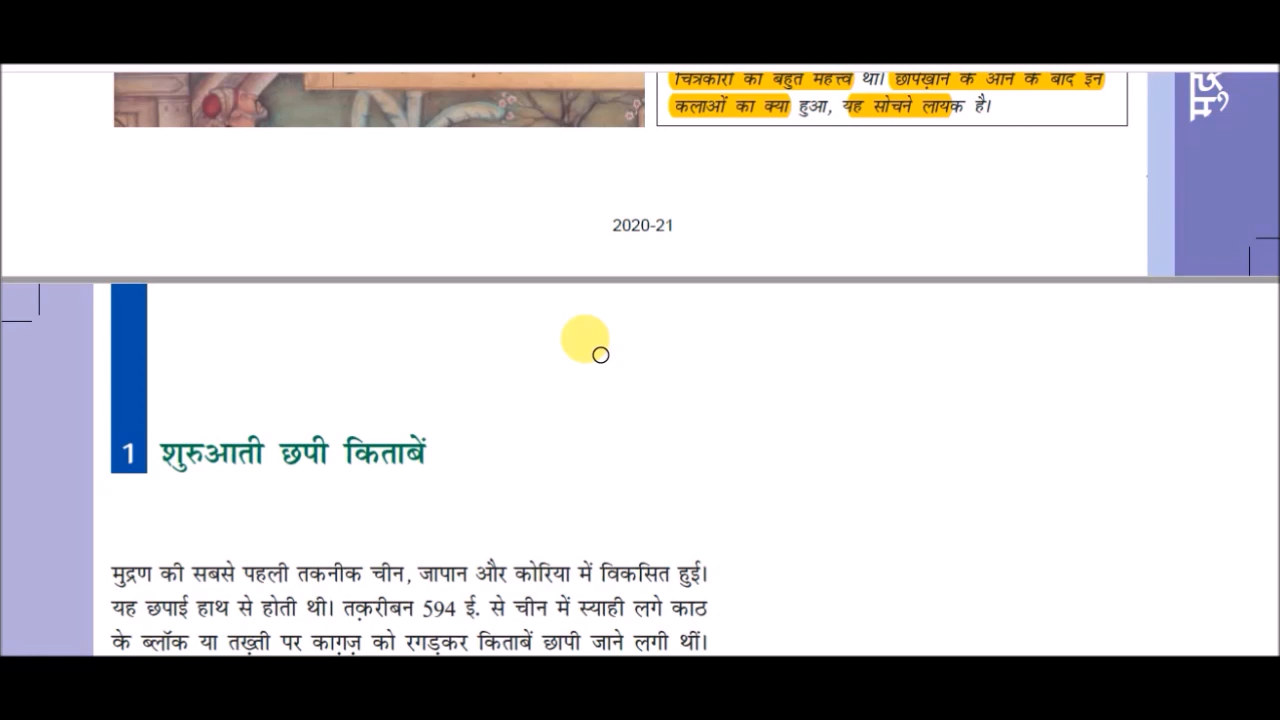 चित्रकारी का बहुत महत्त्व था। छापेख़ाने के आने के बाद इन
कलाओं का क्या हुआ, यह सोचने लायक है।
2020-21
1 शुरुआती छपी किताबें
मुद्रण की सबसे पहली तकनीक चीन, जापान और कोरिया में विकसित हुई।
यह छपाई हाथ से होती थी। तक़रीबन 594 ई. से चीन में स्याही लगे काठ
के ब्लॉक या तख़्ती पर काग़ज़ को रगड़कर किताबें छापी जाने लगी थीं।